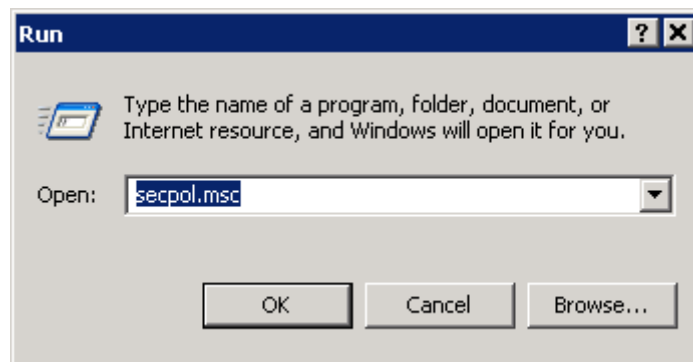 Run
Type the name of a program, folder, document, or
Internet resource, and Windows will open it for you.
Open: secpol.msc
OK Cancel Browse...